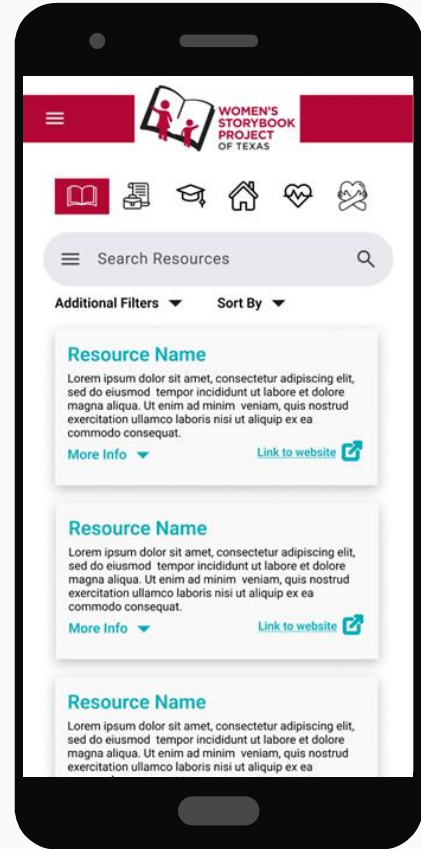 WOMEN'S
STORYBOOK
PROJECT
OF TEXAS
Search Resources
Additional Filters Sort By
Resource Name
Lorem ipsum dolor sit amet, consectetur adipiscing elit,
sed do eiusmod tempor incididunt ut labore et dolore
magna aliqua. Ut enim ad minim veniam, quis nostrud
exercitation ullamco laboris nisi ut aliquip ex ea
commodo consequat.
More Info Link to website
Resource Name
Lorem ipsum dolor sit amet, consectetur adipiscing elit,
sed do eiusmod tempor incididunt ut labore et dolore
magna aliqua. Ut enim ad minim veniam, quis nostrud
exercitation ullamco laboris nisi ut aliquip ex ea
commodo consequat.
More Info Link to website
Resource Name
Lorem ipsum dolor sit amet, consectetur adipiscing elit,
sed do eiusmod tempor incididunt ut labore et dolore
magna aliqua. Ut enim ad minim veniam, quis nostrud
exercitation ullamco laboris nisi ut aliquip ex ea